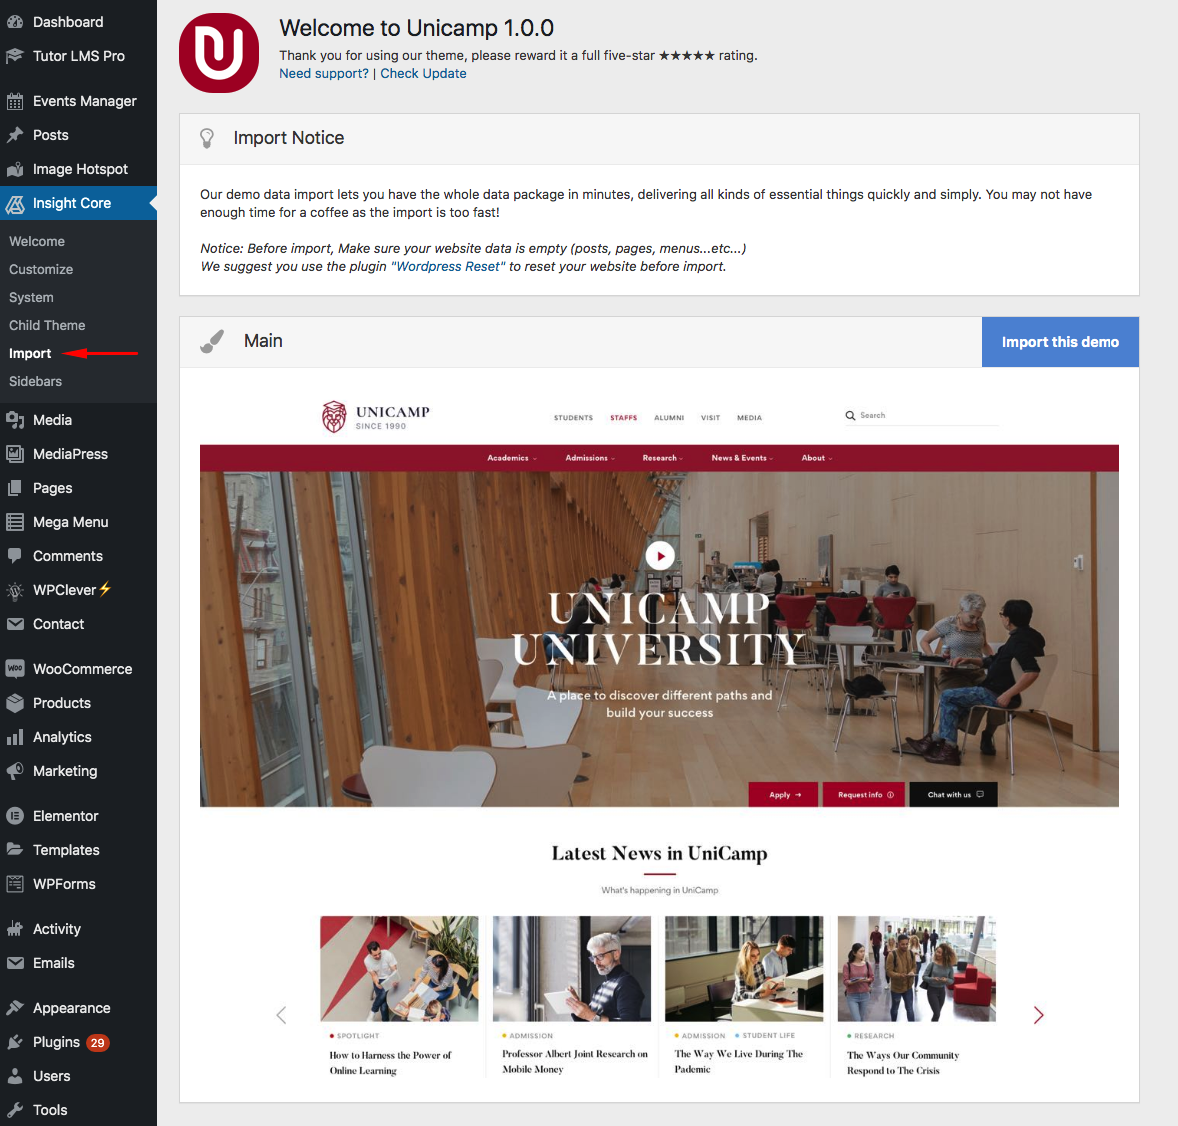 Dashboard
Tutor LMS Pro
Events Manager
Posts
Image Hotspot
Insight Core
Welcome
Customize
System
Child Theme
Import
Sidebars
Media
MediaPress
Pages
Mega Menu
Comments
WPClever⚡
Contact
Woo WooCommerce
Products
Analytics
Marketing
Elementor
Templates
WPForms
Activity
Emails
Appearance
Plugins 29
Users
Tools
Welcome to Unicamp 1.0.0
Thank you for using our theme, please reward it a full five-star ★★★★★ rating.
Need support? | Check Update
Import Notice
Our demo data import lets you have the whole data package in minutes, delivering all kinds of essential things quickly and simply. You may not have
enough time for a coffee as the import is too fast!
Notice: Before import, Make sure your website data is empty (posts, pages, menus...etc...)
We suggest you use the plugin "Wordpress Reset" to reset your website before import.
Main
Import this demo
UNICAMP
SINCE 1990
STUDENTS STAFFS ALUMNI VISIT MEDIA
Search
Academics Admissions Research News & Events About
UNICAMP
UNIVERSITY
A place to discover different paths and
build your success
Apply → Request info Chat with us
Latest News in UniCamp
What's happening in UniCamp
SPOTLIGHT
How to Harness the Power of
Online Learning
ADMISSION
Professor Albert Joint Research on
Mobile Money
ADMISSION STUDENT LIFE
The Way We Live During The
Pademic
RESEARCH
The Ways Our Community
Respond to The Crisis